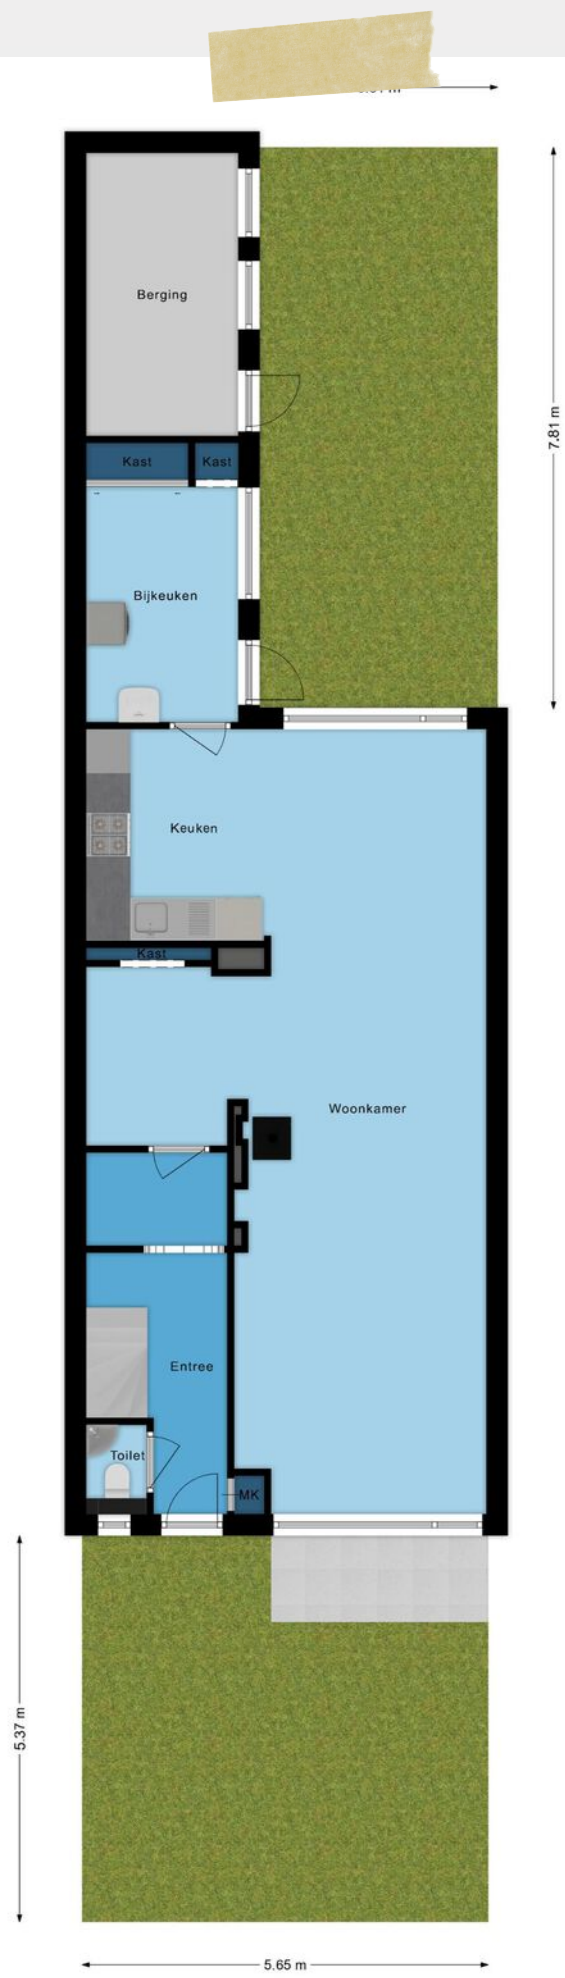 Berging
7.81 m
Kast
Kast
Bijkeuken
Keuken
Kast
Woonkamer
Entree
Toilet
MK
5.37 m
5.65 m